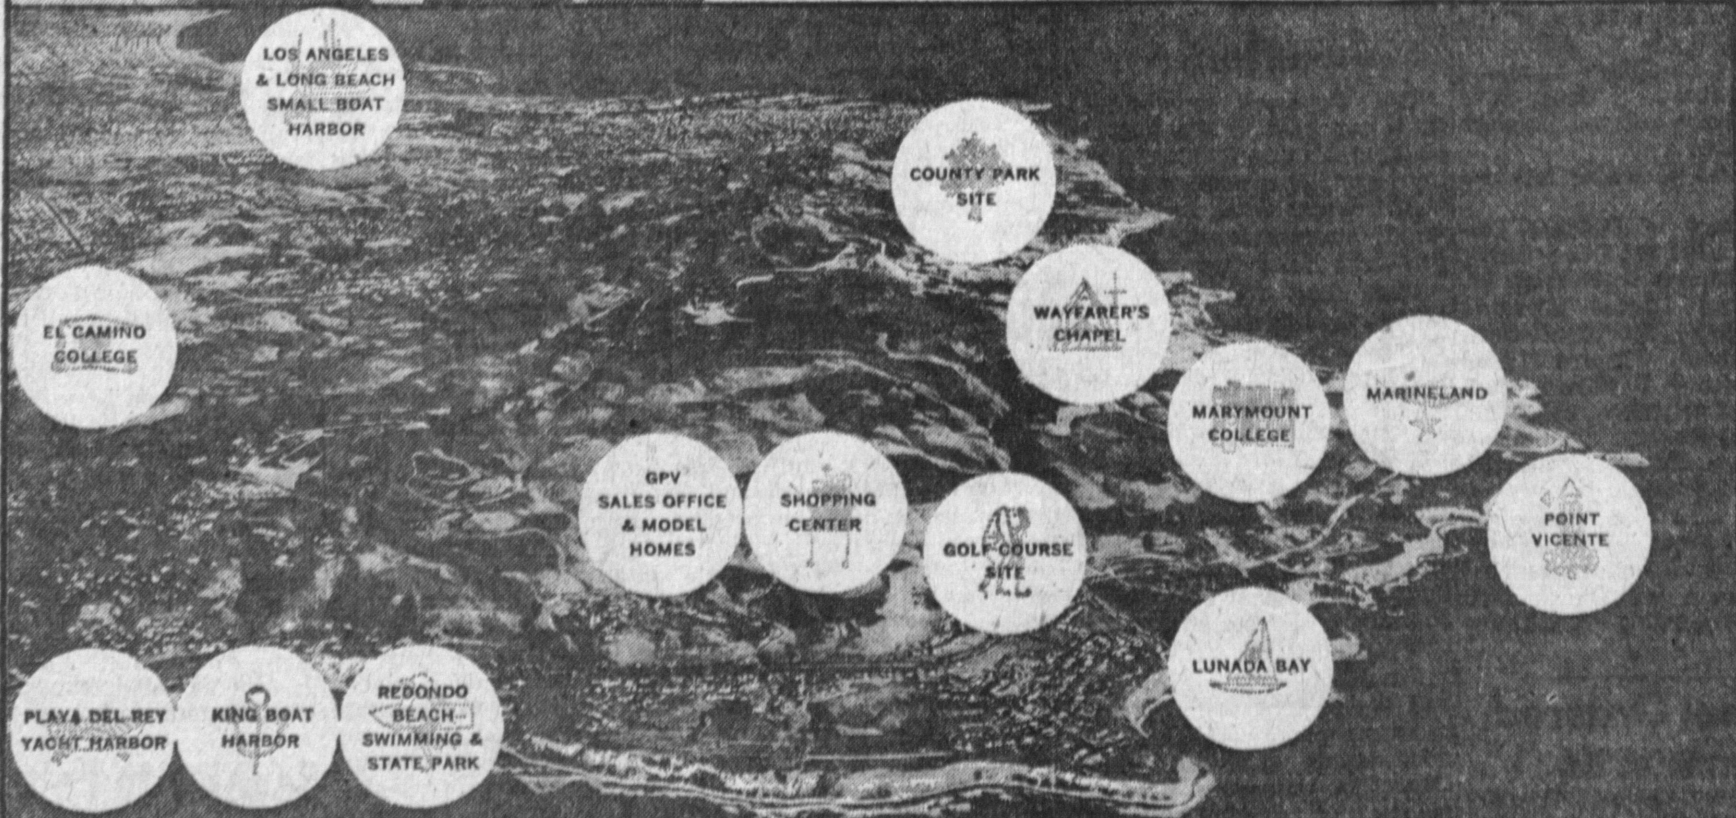 LOS ANGELES
& LONG BEACH
SMALL BOAT
HARBOR
COUNTY PARK
SITE
WAYFARER'S
CHAPEL
EL CAMINO
COLLEGE
MARYMOUNT
COLLEGE
MARINELAND
GPV
SALES OFFICE
& MODEL
HOMES
SHOPPING
CENTER
GOLF COURSE
SITE
POINT
VICENTE
LUNADA BAY
PLAYA DEL REY
YACHT HARBOR
KING BOAT
HARBOR
REDONDO
BEACH
SWIMMING &
STATE PARK